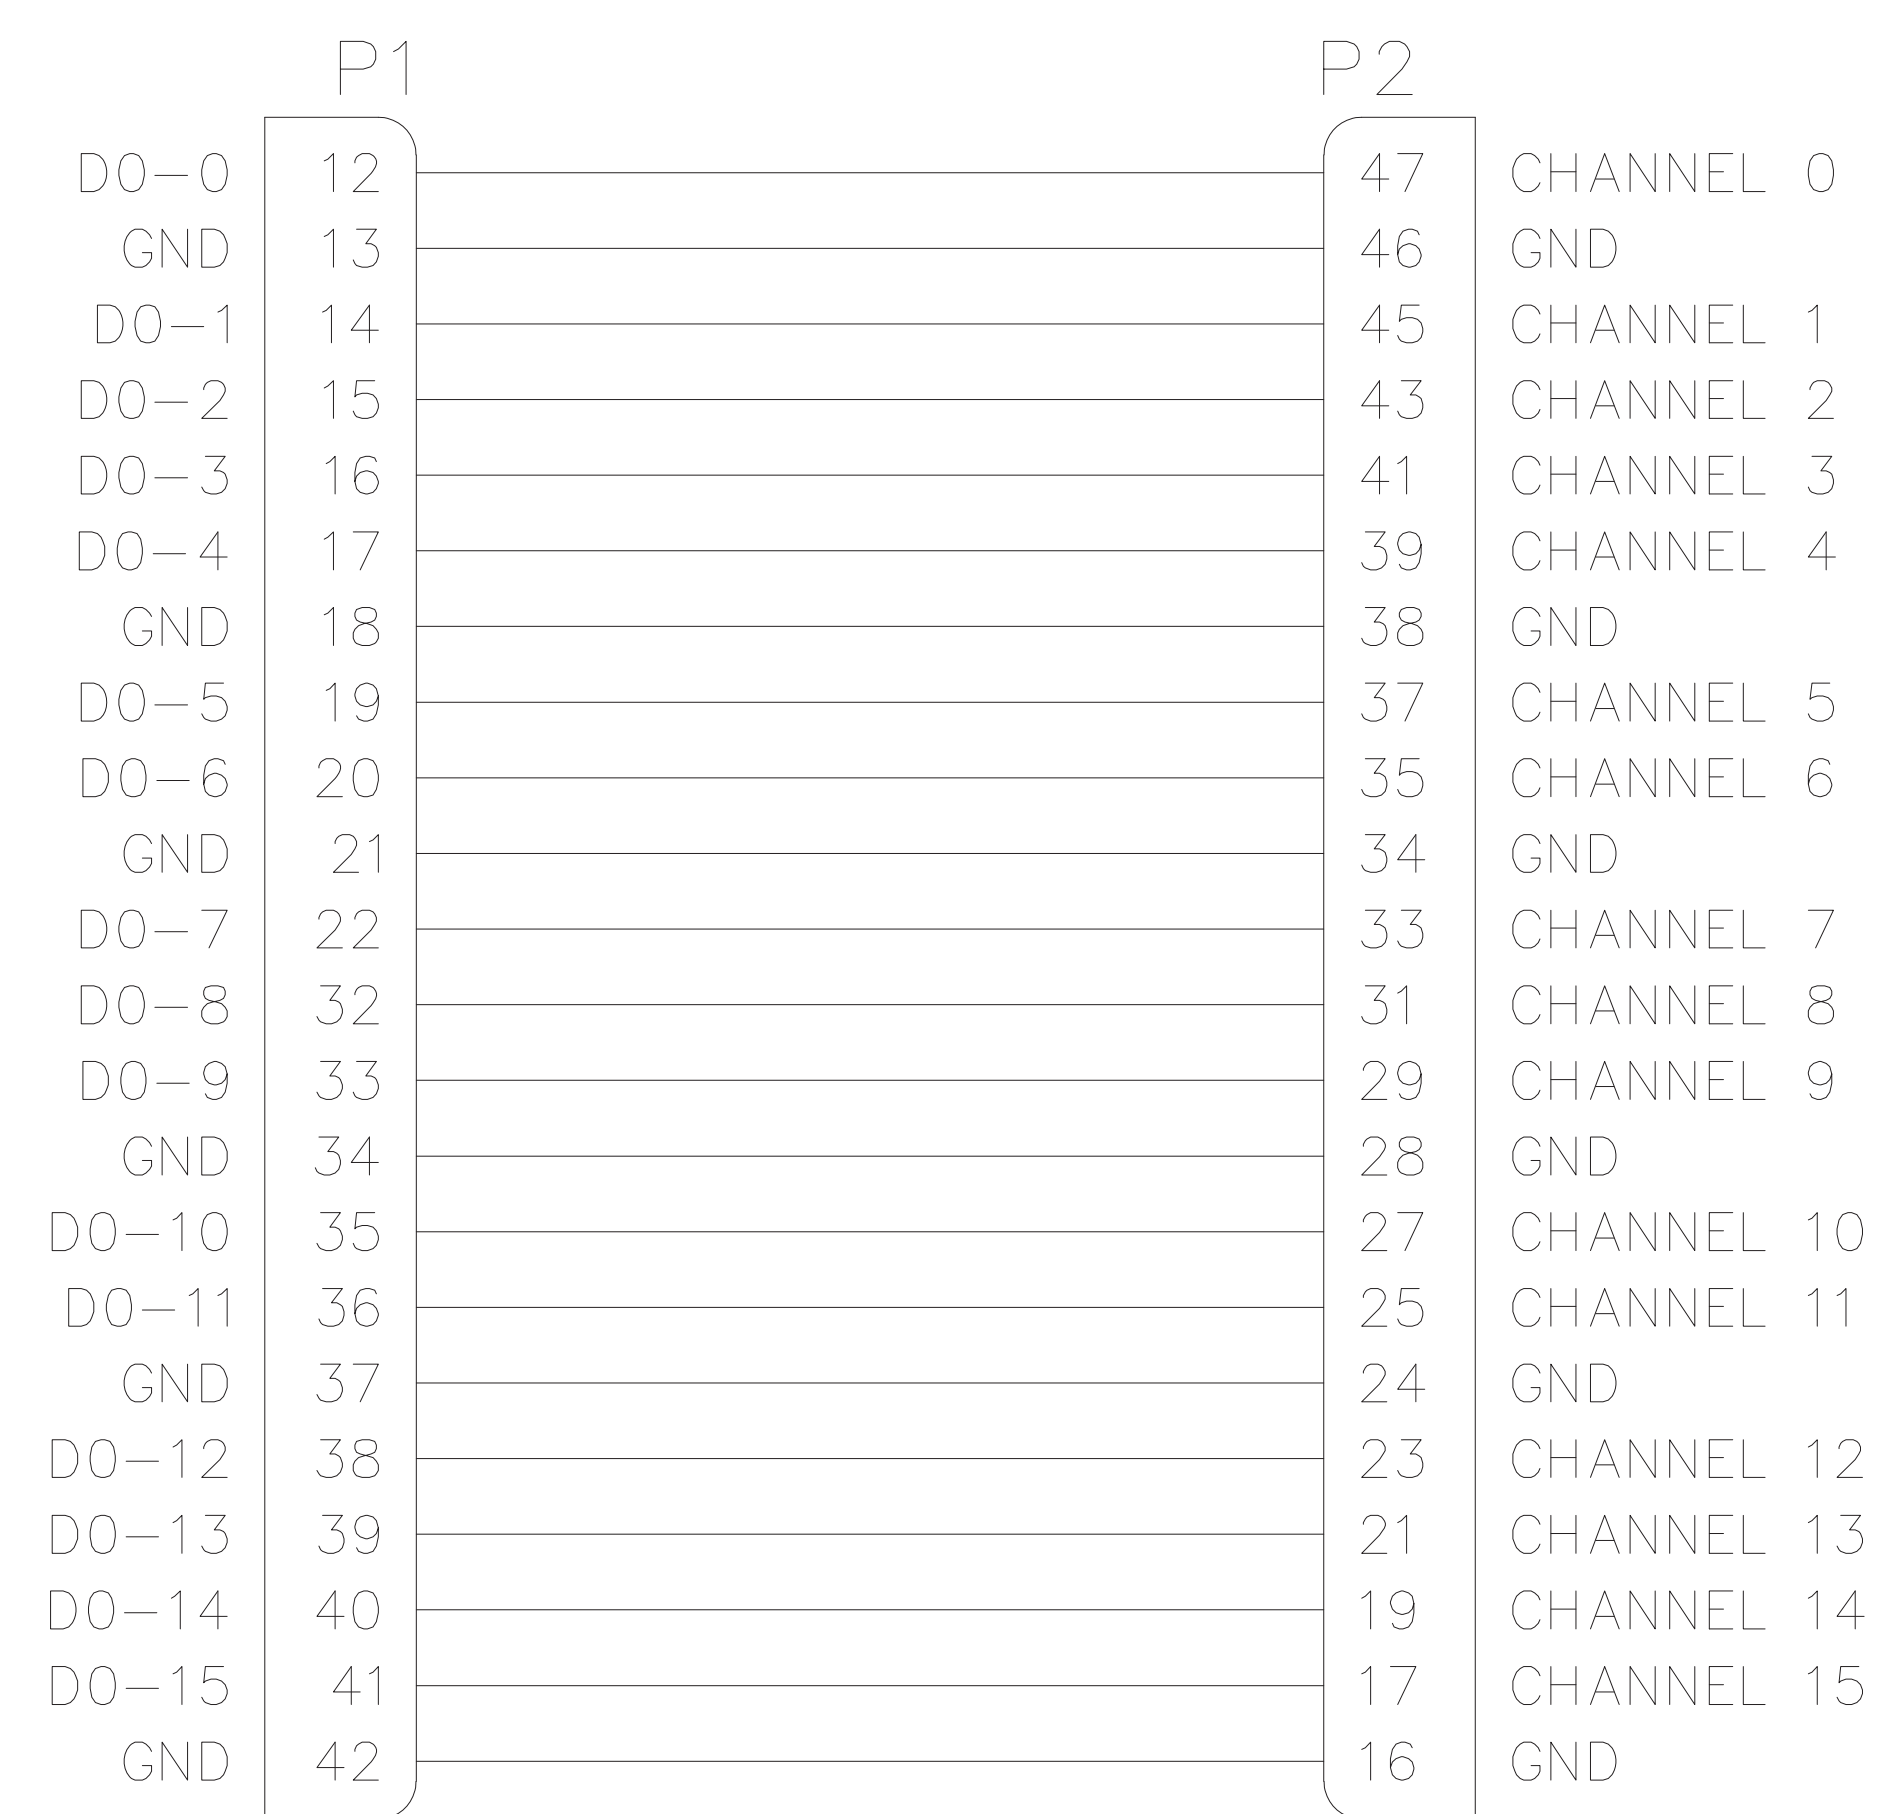 P1 P2
DO-0 12 47 CHANNEL 0
GND 13 46 GND
DO-1 14 45 CHANNEL 1
DO-2 15 43 CHANNEL 2
DO-3 16 41 CHANNEL 3
DO-4 17 39 CHANNEL 4
GND 18 38 GND
DO-5 19 37 CHANNEL 5
DO-6 20 35 CHANNEL 6
GND 21 34 GND
DO-7 22 33 CHANNEL 7
DO-8 32 31 CHANNEL 8
DO-9 33 29 CHANNEL 9
GND 34 28 GND
DO-10 35 27 CHANNEL 10
DO-11 36 25 CHANNEL 11
GND 37 24 GND
DO-12 38 23 CHANNEL 12
DO-13 39 21 CHANNEL 13
DO-14 40 19 CHANNEL 14
DO-15 41 17 CHANNEL 15
GND 42 16 GND